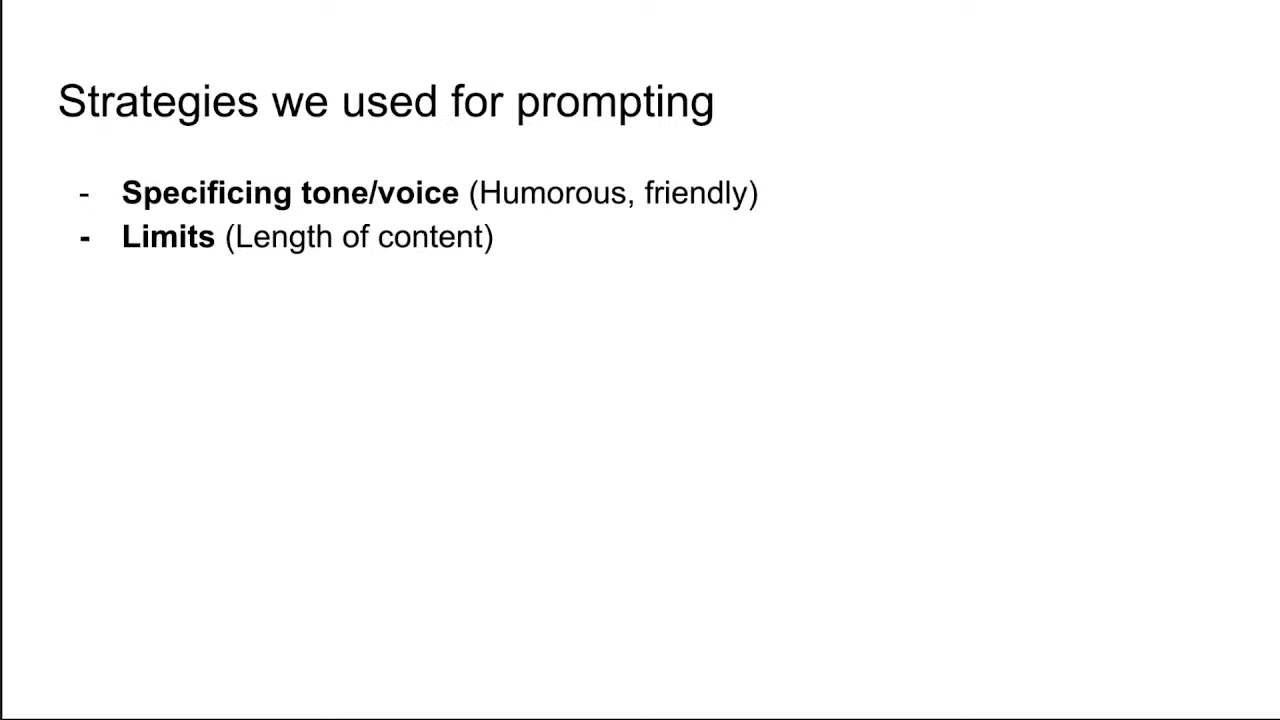 Strategies we used for prompting
- Specificing tone/voice (Humorous, friendly)
- Limits (Length of content)